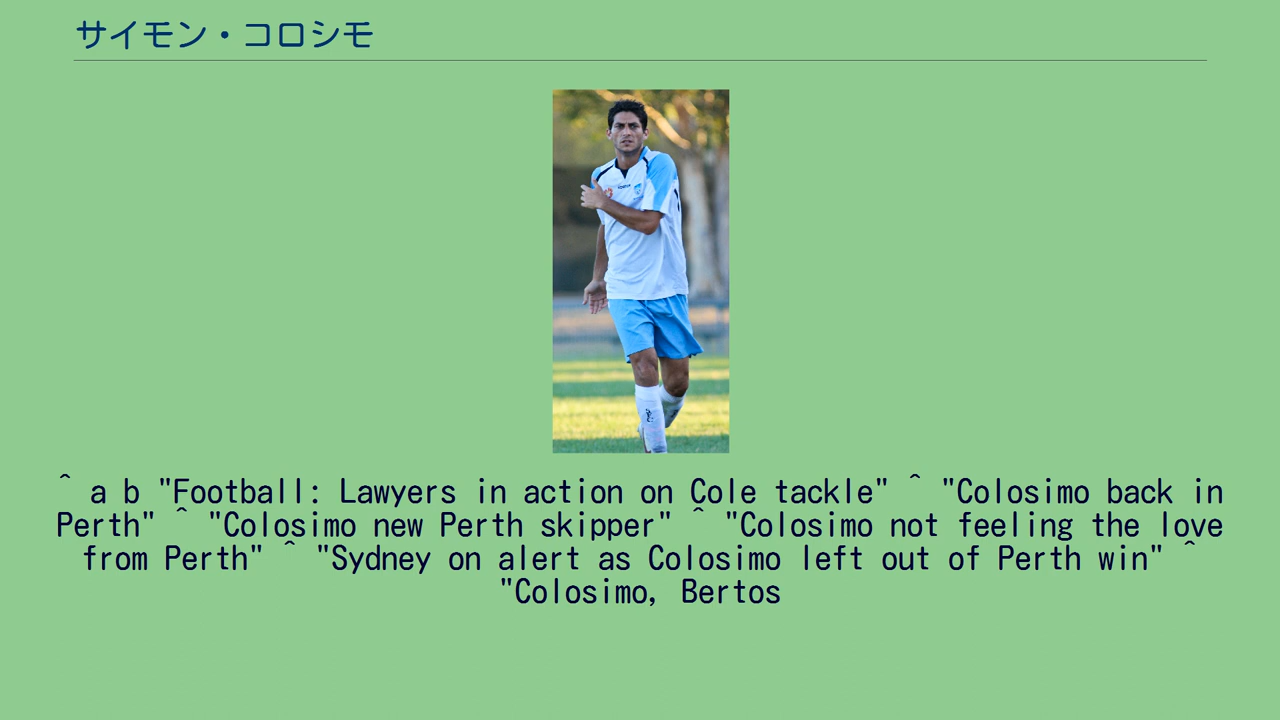 サイモン・コロシモ
^ a b "Football: Lawyers in action on Cole tackle" ^ "Colosimo back in
Perth" ^ "Colosimo new Perth skipper" ^ "Colosimo not feeling the love
from Perth" ^ "Sydney on alert as Colosimo left out of Perth win" ^
"Colosimo, Bertos